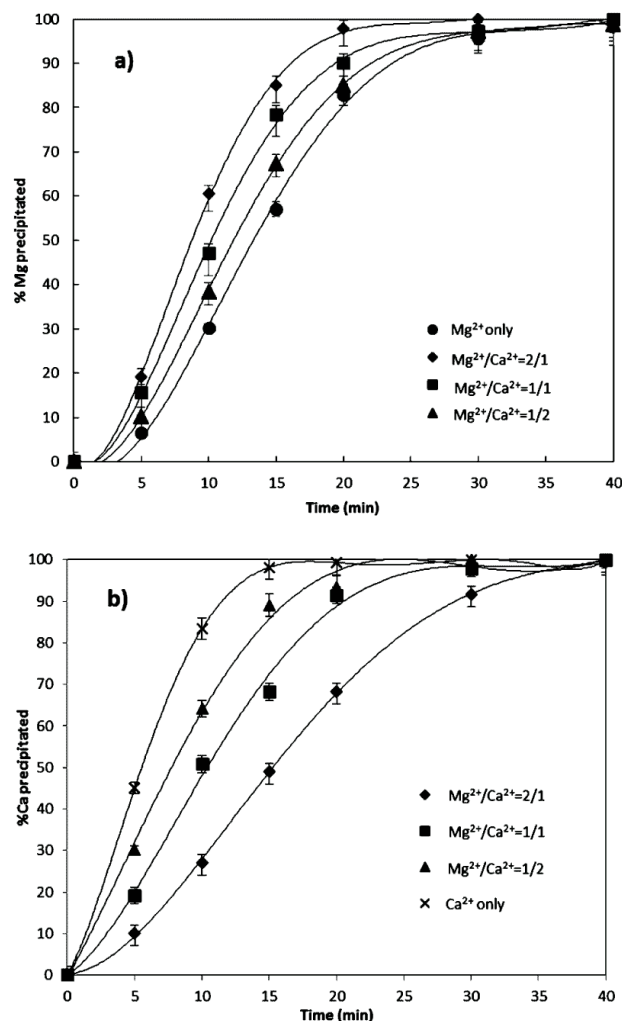 100
90
80
70
60
50
40
30
20
10
0
% Mg precipitated
a)
Mg²⁺ only
Mg²⁺/Ca²⁺=2/1
Mg²⁺/Ca²⁺=1/1
Mg²⁺/Ca²⁺=1/2
0 5 10 15 20 25 30 35 40
Time (min)
100
90
80
70
60
50
40
30
20
10
0
%Ca precipitated
b)
Mg²⁺/Ca²⁺=2/1
Mg²⁺/Ca²⁺=1/1
Mg²⁺/Ca²⁺=1/2
Ca²⁺ only
0 5 10 15 20 25 30 35 40
Time (min)